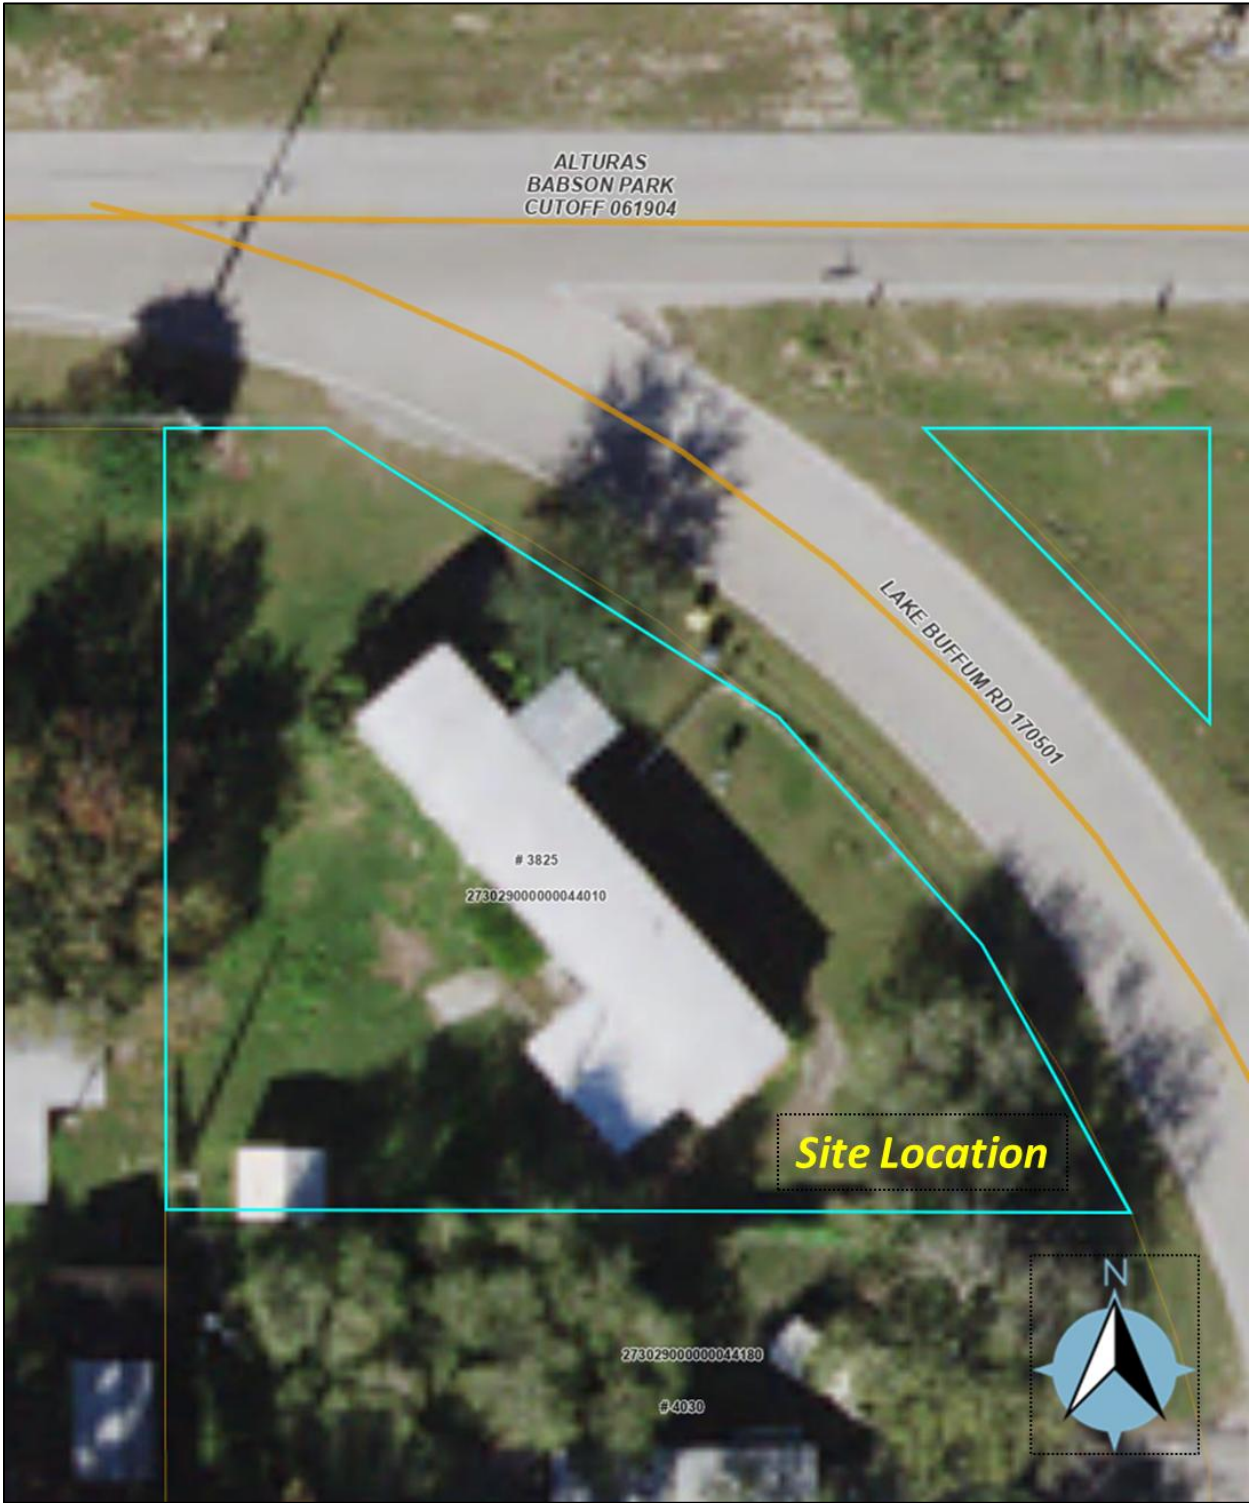 ALTURAS
BABSON PARK
CUTOFF 061904
LAKE BUFFUM RD 170501
# 3825
273029000000044010
Site Location
N
273029000000044180
# 4030